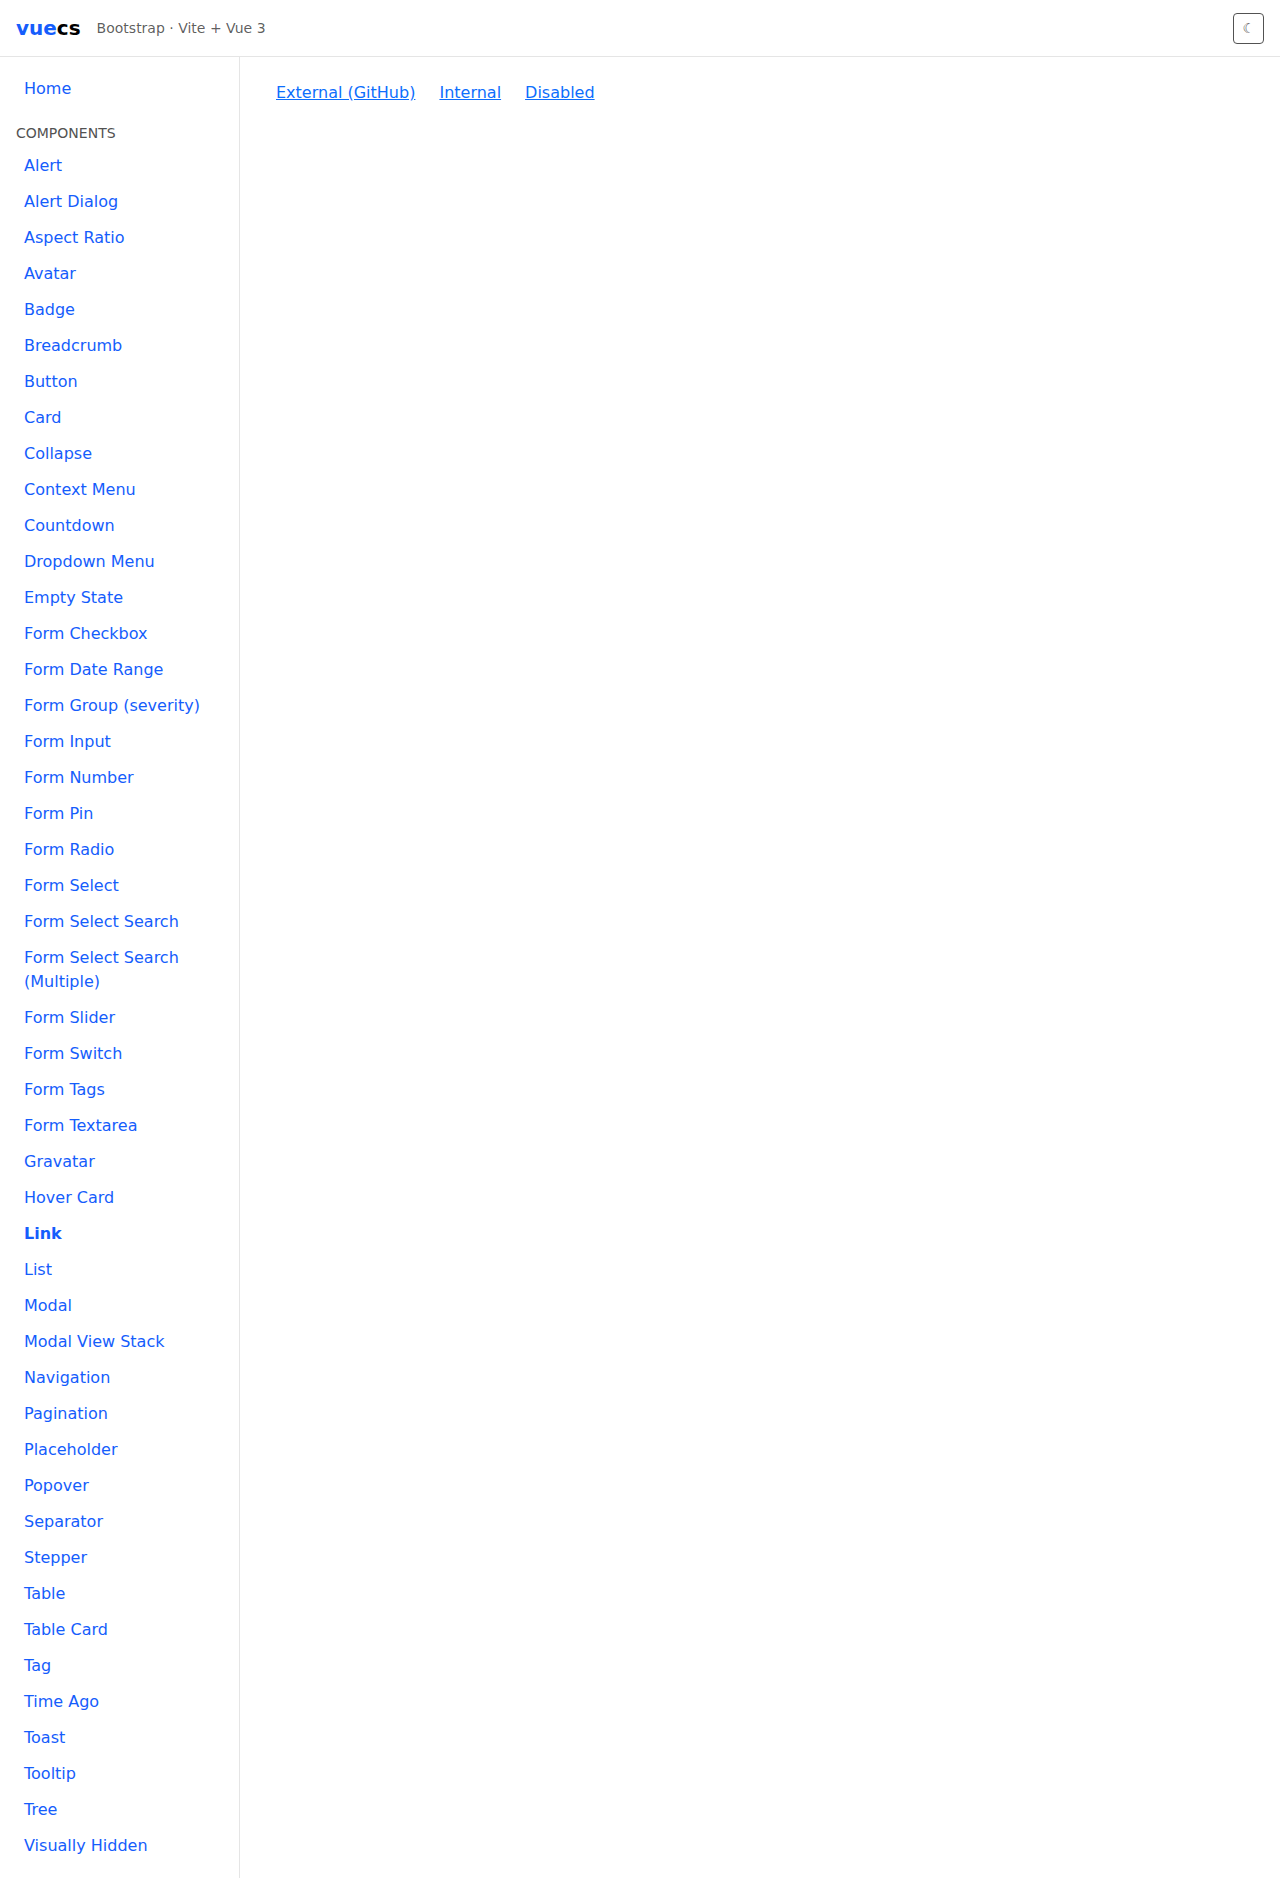 vuecs Bootstrap · Vite + Vue 3
Home
COMPONENTS
Alert
Alert Dialog
Aspect Ratio
Avatar
Badge
Breadcrumb
Button
Card
Collapse
Context Menu
Countdown
Dropdown Menu
Empty State
Form Checkbox
Form Date Range
Form Group (severity)
Form Input
Form Number
Form Pin
Form Radio
Form Select
Form Select Search
Form Select Search
(Multiple)
Form Slider
Form Switch
Form Tags
Form Textarea
Gravatar
Hover Card
Link
List
Modal
Modal View Stack
Navigation
Pagination
Placeholder
Popover
Separator
Stepper
Table
Table Card
Tag
Time Ago
Toast
Tooltip
Tree
Visually Hidden
External (GitHub) Internal Disabled